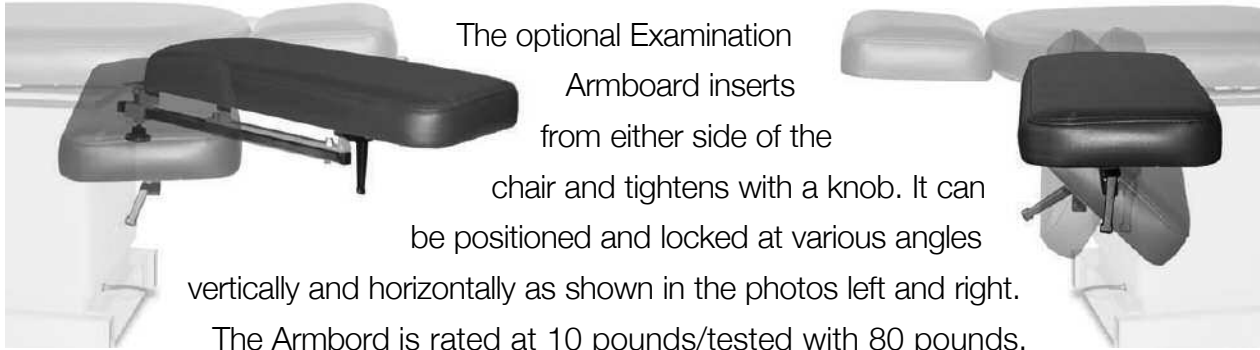 The optional Examination
Armboard inserts
from either side of the
chair and tightens with a knob. It can
be positioned and locked at various angles
vertically and horizontally as shown in the photos left and right.
The Armbord is rated at 10 pounds/tested with 80 pounds.